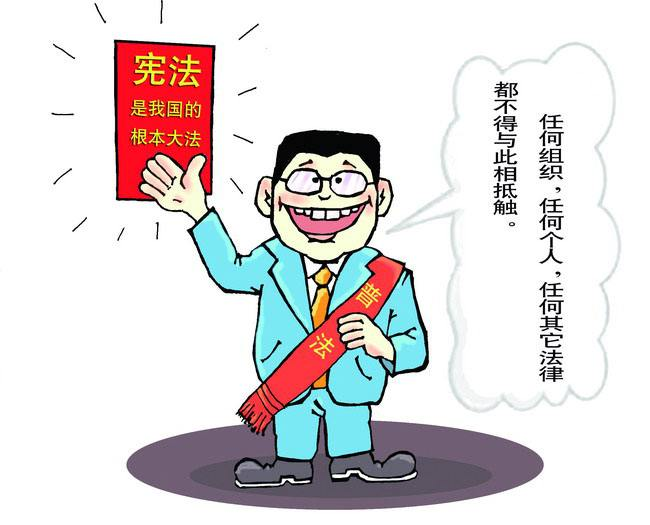 宪法
是我国的
根本大法
任何组织，任何个人，任何其它法律
都不得与此相抵触。
普法